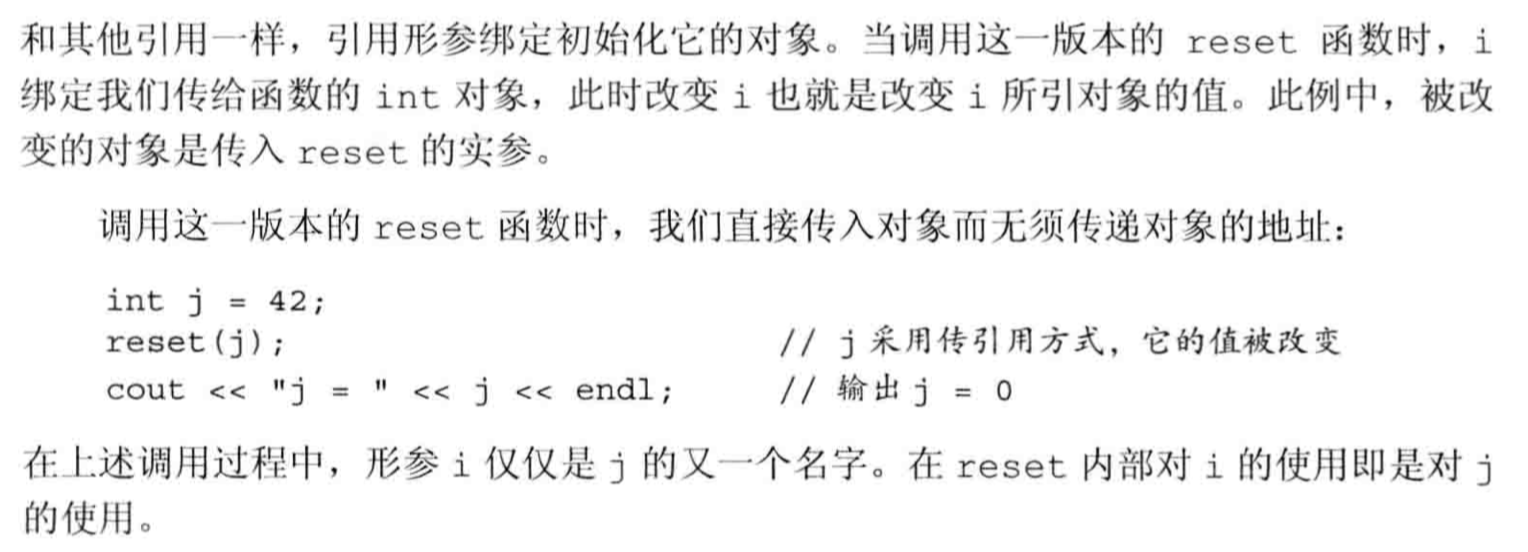 和其他引用一样，引用形参绑定初始化它的对象。当调用这一版本的 reset 函数时，i
绑定我们传给函数的 int 对象，此时改变 i 也就是改变 i 所引对象的值。此例中，被改
变的对象是传入 reset 的实参。
调用这一版本的 reset 函数时，我们直接传入对象而无须传递对象的地址：
int j = 42;
reset(j); // j 采用传引用方式，它的值被改变
cout << "j = " << j << endl; // 输出 j = 0
在上述调用过程中，形参 i 仅仅是 j 的又一个名字。在 reset 内部对 i 的使用即是对 j
的使用。